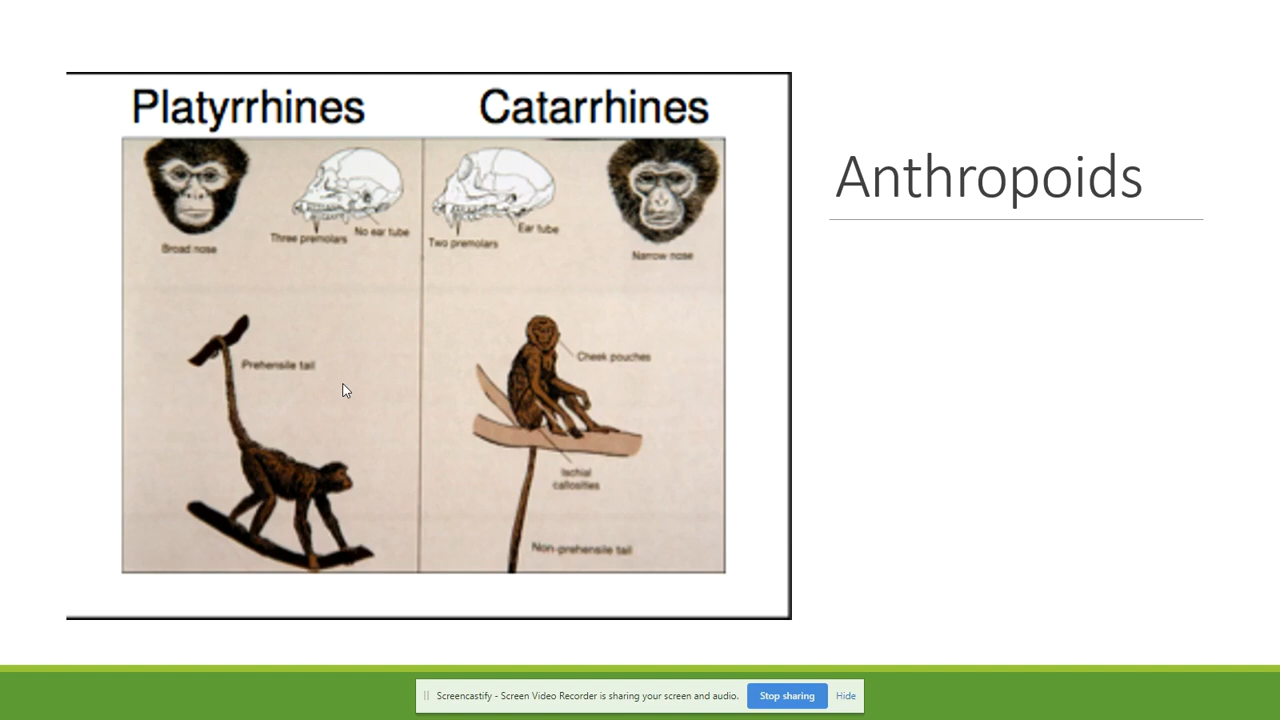 Platyrrhines
Catarrhines
Anthropoids
Broad nose
Three premolars
No ear tube
Two premolars
Ear tube
Narrow nose
Prehensile tail
Cheek pouches
Ischial
callosities
Non-prehensile tail
Screencastify - Screen Video Recorder is sharing your screen and audio.
Stop sharing
Hide